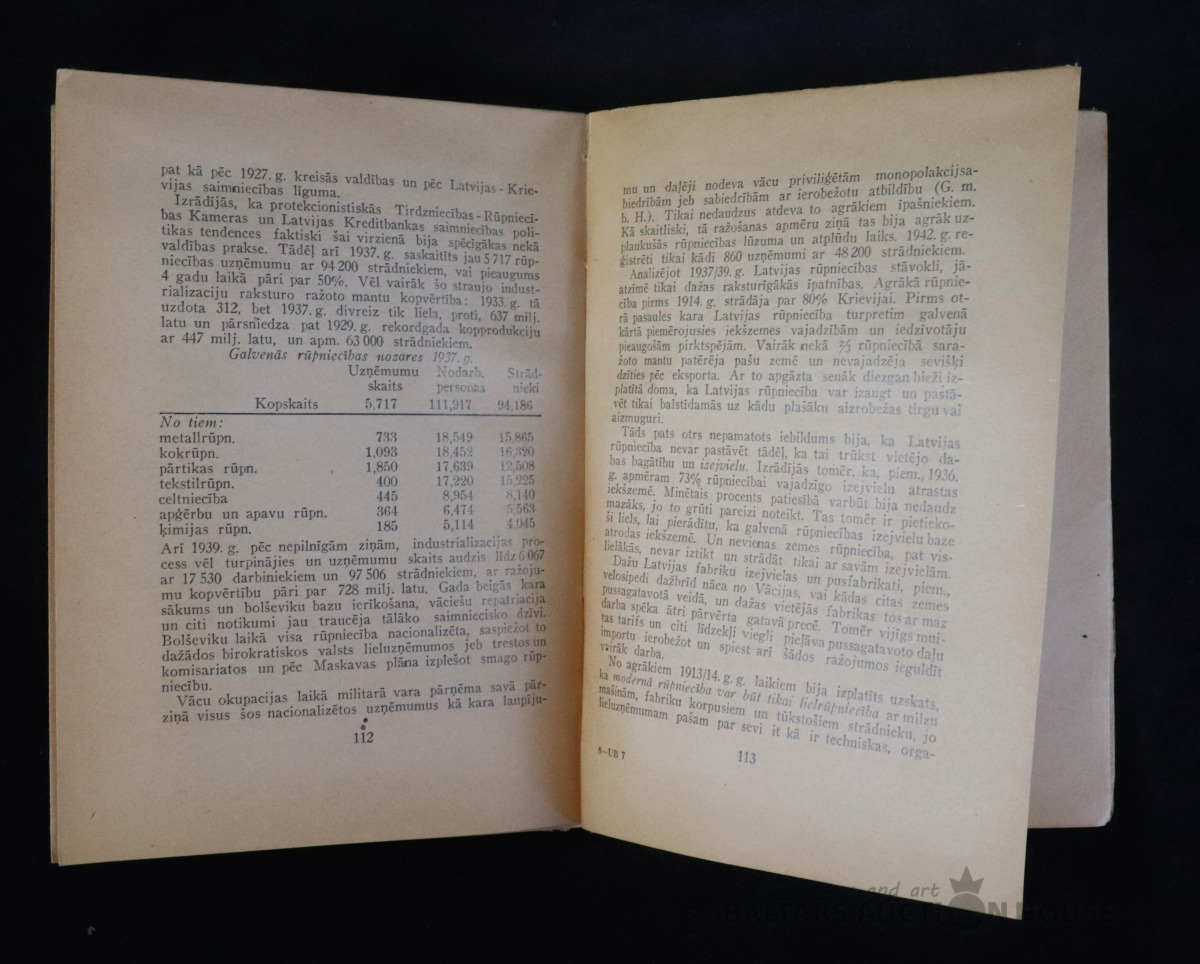 pat kā pēc 1927. g. kreisās valdības un pēc Latvijas - Krie-
vijas saimniecības līguma.
Izrādījās, ka protekcionistiskās Tirdzniecības - Rūpniecī-
bas Kameras un Latvijas Kreditbankas saimniecības poli-
tikas tendences faktiski šai virzienā bija spēcīgākas nekā
valdības prakse. Tādēļ arī 1937. g. saskaitīts jau 5 717 rūp-
niecības uzņēmumu ar 94 200 strādniekiem, vai pieaugums
4 gadu laikā pāri par 50%. Vēl vairāk šo straujo indust-
rializaciju raksturo ražoto mantu kopvērtība: 1933. g. tā
uzdota 312, bet 1937. g. divreiz tik liela, proti, 637 milj.
latu un pārsniedza pat 1929. g. rekordgada kopprodukciju
ar 447 milj. latu, un apm. 63 000 strādniekiem.
Galvenās rūpniecības nozares 1937. g.
Uzņēmumu Nodarb. Strād-
skaits personas nieki
Kopskaits 5,717 111,917 94,186
No tiem:
metallrūpn. 733 18,549 15,865
kokrūpn. 1,093 18,452 16,320
pārtikas rūpn. 1,850 17,639 12,508
tekstilrūpn. 400 17,220 15,225
celtniecība 445 8,954 8,140
apģērbu un apavu rūpn. 364 6,474 5,563
ķimijas rūpn. 185 5,114 4,045
Arī 1939. g. pēc nepilnīgām ziņām, industrializacijas pro-
cess vēl turpinājies un uzņēmumu skaits audzis līdz 6 067
ar 17 530 darbiniekiem un 97 506 strādniekiem, ar ražoju-
mu kopvērtību pāri par 728 milj. latu. Gada beigās kara
sākums un boļševiku bazu ierīkošana, vāciešu repatriacija
un citi notikumi jau traucēja tālāko saimniecisko dzīvi.
Boļševiku laikā visa rūpniecība nacionalizēta, saspiežot to
dažādos birokratiskos valsts lieluzņēmumos jeb trestos un
komisariatos un pēc Maskavas plāna izplešot smago rūp-
niecību.
Vācu okupacijas laikā militarā vara pārņēma savā pār-
ziņā visus šos nacionalizētos uzņēmumus kā kara laupīju-
112
mu un daļēji nodeva vācu priviliģētām monopolakcijsa-
biedrībām jeb sabiedrībām ar ierobežotu atbildību (G. m.
b. H.). Tikai nedaudzus atdeva to agrākiem īpašniekiem.
Kā skaitliski, tā ražošanas apmēru ziņā tas bija agrāk uz-
plaukušās rūpniecības lūzuma un atplūdu laiks. 1942. g. re-
ģistrēti tikai kādi 860 uzņēmumi ar 48 200 strādniekiem.
Analizējot 1937/39. g. Latvijas rūpniecības stāvokli, jā-
atzīmē tikai dažas raksturīgākās īpatnības. Agrākā rūpnie-
cība pirms 1914. g. strādāja par 80% Krievijai. Pirms ot-
rā pasaules kara Latvijas rūpniecība turpretim galvenā
kārtā piemērojusies iekšzemes vajadzībām un iedzīvotāju
pieaugošām pirktspējām. Vairāk nekā ⅔ rūpniecībā sara-
žoto mantu patērēja pašu zemē un nevajadzēja sevišķi
dzīties pēc eksporta. Ar to apgāzta senāk diezgan bieži iz-
platītā doma, ka Latvijas rūpniecība var izaugt un pastā-
vēt tikai balstīdamās uz kādu plašāku aizrobežas tirgu vai
aizmuguri.
Tāds pats otrs nepamatots iebildums bija, ka Latvijas
rūpniecība nevar pastāvēt tādēļ, ka tai trūkst vietējo da-
bas bagātību un izejvielu. Izrādījās tomēr, ka, piem., 1936.
g. apmēram 73% rūpniecībai vajadzīgo izejvielu atrastas
iekšzemē. Minētais procents patiesībā varbūt bija nedaudz
mazāks, jo to grūti pareizi noteikt. Tas tomēr ir pietieko-
ši liels, lai pierādītu, ka galvenā rūpniecības izejvielu baze
atrodas iekšzemē. Un nevienas zemes rūpniecība, pat vis-
lielākās, nevar iztikt un strādāt tikai ar savām izejvielām.
Dažu Latvijas fabriku izejvielas un pusfabrikati, piem.,
velosipedi dažbrīd nāca no Vācijas, vai kādas citas zemes
pussagatavotā veidā, un dažas vietējās fabrikas tos ar maz
darba spēka ātri pārvērta gatavā precē. Tomēr vijīgs muI-
tas tarifs un citi līdzekļi viegli pieļāva pussagatavoto daļu
importu ierobežot un spiest arī šādos ražojumos ieguldīt
vairāk darba.
No agrākiem 1913/14. g. g. laikiem bija izplatīts uzskats,
ka modernā rūpniecība var būt tikai lielrūpniecība ar milzu
mašinām, fabriku korpusiem un tūkstošiem strādnieku, jo
lieluzņēmumam pašam par sevi it kā ir techniskas, orga-
8—UB 7
113
and art
BALTARS AUCTION HOUSE